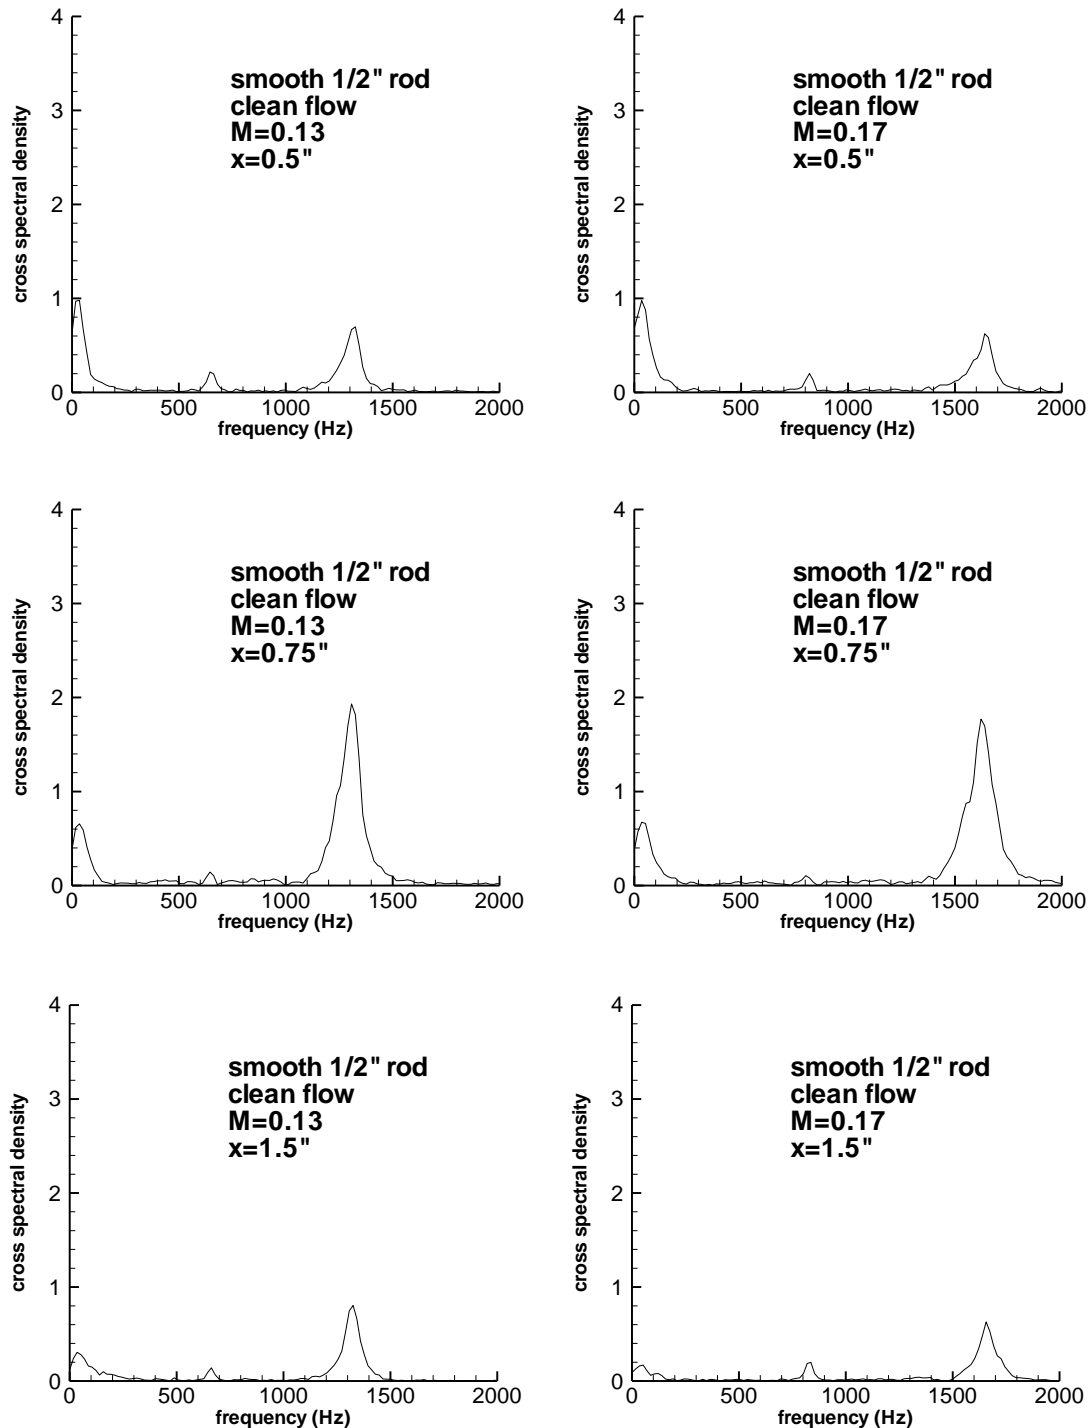 4
3
2
1
0
cross spectral density
smooth 1/2" rod
clean flow
M=0.13
x=0.5"
0 500 1000 1500 2000
frequency (Hz)
4
3
2
1
0
cross spectral density
smooth 1/2" rod
clean flow
M=0.17
x=0.5"
0 500 1000 1500 2000
frequency (Hz)
4
3
2
1
0
cross spectral density
smooth 1/2" rod
clean flow
M=0.13
x=0.75"
0 500 1000 1500 2000
frequency (Hz)
4
3
2
1
0
cross spectral density
smooth 1/2" rod
clean flow
M=0.17
x=0.75"
0 500 1000 1500 2000
frequency (Hz)
4
3
2
1
0
cross spectral density
smooth 1/2" rod
clean flow
M=0.13
x=1.5"
0 500 1000 1500 2000
frequency (Hz)
4
3
2
1
0
cross spectral density
smooth 1/2" rod
clean flow
M=0.17
x=1.5"
0 500 1000 1500 2000
frequency (Hz)